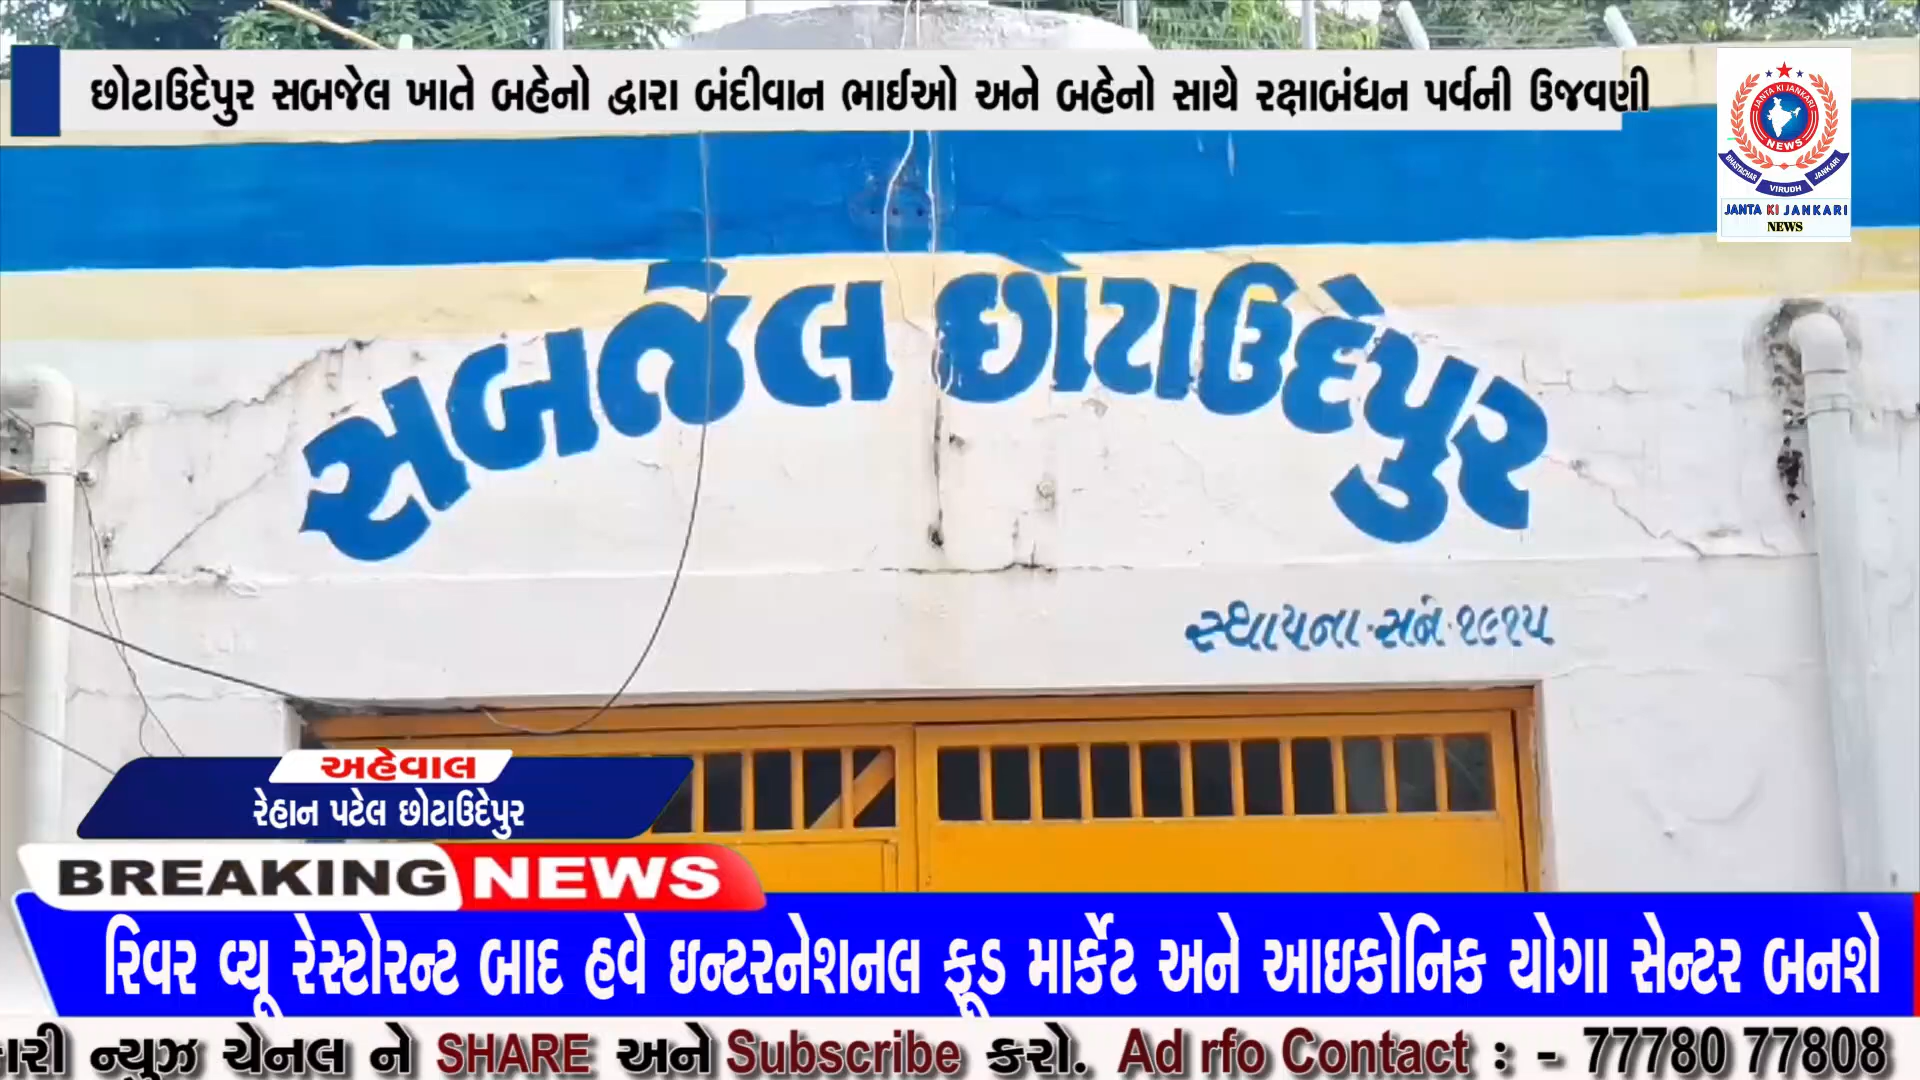 છોટાઉદેપુર સબજેલ ખાતે બહેનો દ્વારા બંદીવાન ભાઈઓ અને બહેનો સાથે રક્ષાબંધન પર્વની ઉજવણી
JANTA KI JANKARI
NEWS
BHASTACHAR VIRUDH JANKARI
JANTA KI JANKARI
NEWS
સબજેલ છોટાઉદેપુર
સ્થાપના·સને·૧૯૧૫
અહેવાલ
રેહાન પટેલ છોટાઉદેપુર
BREAKING NEWS
રિવર વ્યૂ રેસ્ટોરન્ટ બાદ હવે ઇન્ટરનેશનલ ફૂડ માર્કેટ અને આઇકોનિક યોગા સેન્ટર બનશે
ન્યુઝ ચેનલ ને SHARE અને Subscribe કરો. Ad rfo Contact : - 77780 77808